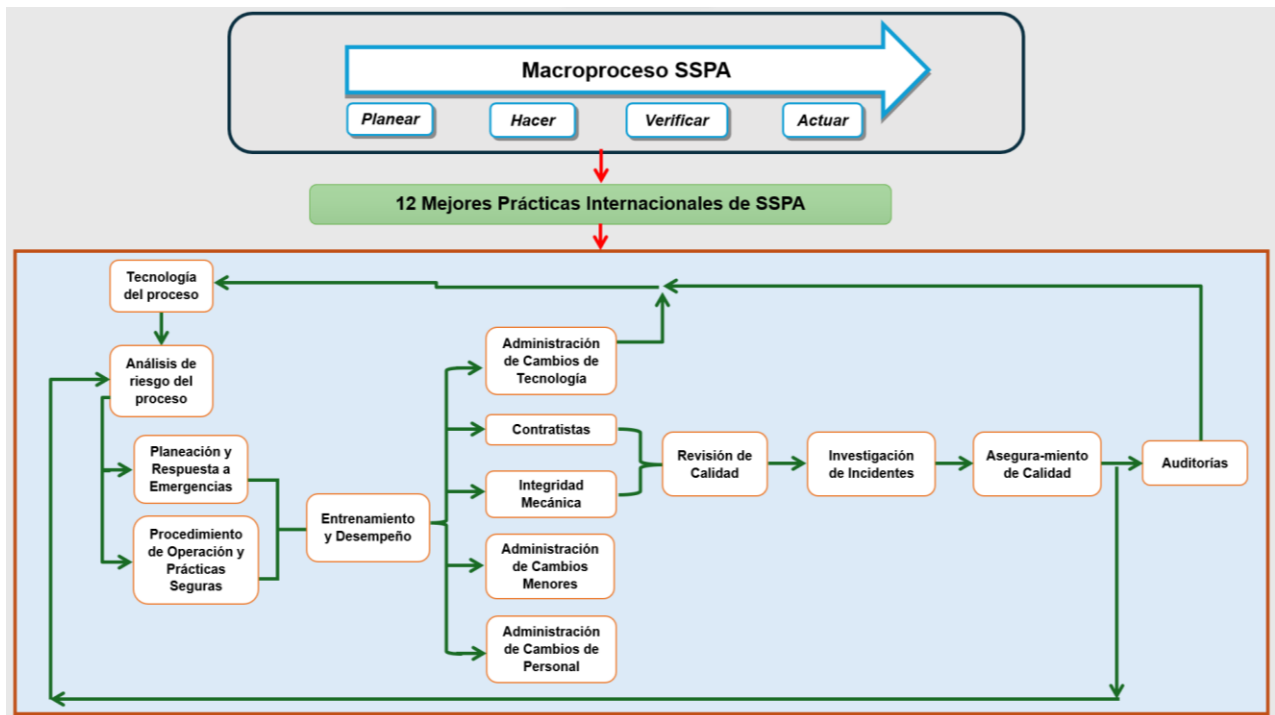 Macroproceso SSPA
Planear
Hacer
Verificar
Actuar
12 Mejores Prácticas Internacionales de SSPA
Tecnología
del proceso
Análisis de
riesgo del
proceso
Planeación y
Respuesta a
Emergencias
Procedimiento
de Operación y
Prácticas
Seguras
Entrenamiento
y Desempeño
Administración
de Cambios de
Tecnología
Contratistas
Integridad
Mecánica
Administración
de Cambios
Menores
Administración
de Cambios de
Personal
Revisión de
Calidad
Investigación
de Incidentes
Asegura-miento
de Calidad
Auditorías